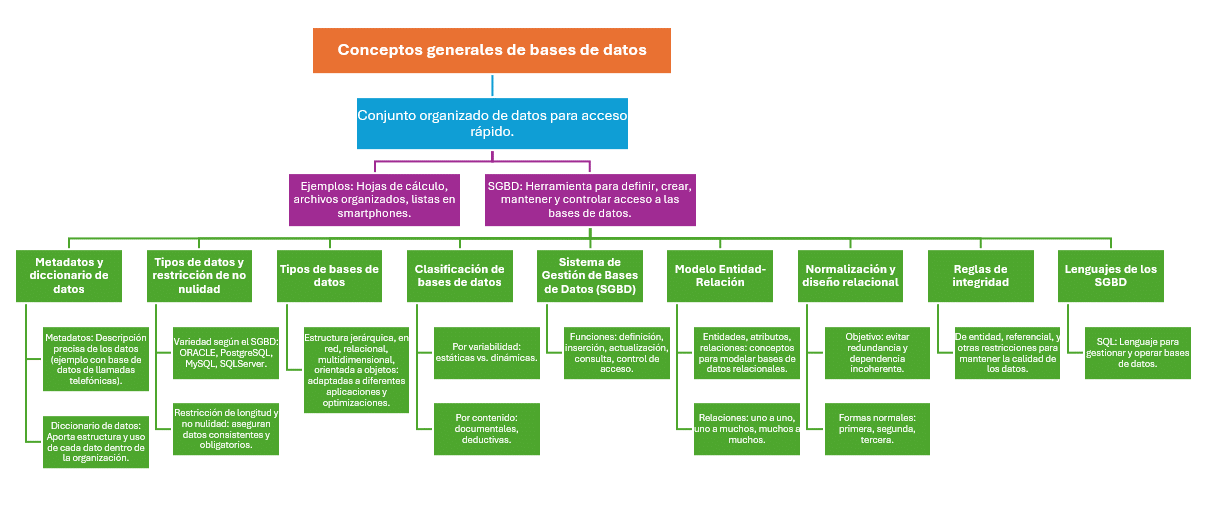 Conceptos generales de bases de datos
Conjunto organizado de datos para acceso
rápido.
Ejemplos: Hojas de cálculo,
archivos organizados, listas en
smartphones.
SGBD: Herramienta para definir, crear,
mantener y controlar acceso a las
bases de datos.
Metadatos y
diccionario de
datos
Metadatos: Descripción
precisa de los datos
(ejemplo con base de
datos de llamadas
telefónicas).
Diccionario de datos:
Aporta estructura y uso
de cada dato dentro de
la organización.
Tipos de datos y
restricción de no
nulidad
Variedad según el SGBD:
ORACLE, PostgreSQL,
MySQL, SQLServer.
Restricción de longitud y
no nulidad: aseguran
datos consistentes y
obligatorios.
Tipos de bases de
datos
Estructura jerárquica, en
red, relacional,
multidimensional,
orientada a objetos:
adaptadas a diferentes
aplicaciones y
optimizaciones.
Clasificación de
bases de datos
Por variabilidad:
estáticas vs. dinámicas.
Por contenido:
documentales,
deductivas.
Sistema de
Gestión de Bases
de Datos (SGBD)
Funciones: definición,
inserción, actualización,
consulta, control de
acceso.
Modelo Entidad-
Relación
Entidades, atributos,
relaciones: conceptos
para modelar bases de
datos relacionales.
Relaciones: uno a uno,
uno a muchos, muchos a
muchos.
Normalización y
diseño relacional
Objetivo: evitar
redundancia y
dependencia
incoherente.
Formas normales:
primera, segunda,
tercera.
Reglas de
integridad
De entidad, referencial, y
otras restricciones para
mantener la calidad de
los datos.
Lenguajes de los
SGBD
SQL: Lenguaje para
gestionar y operar bases
de datos.